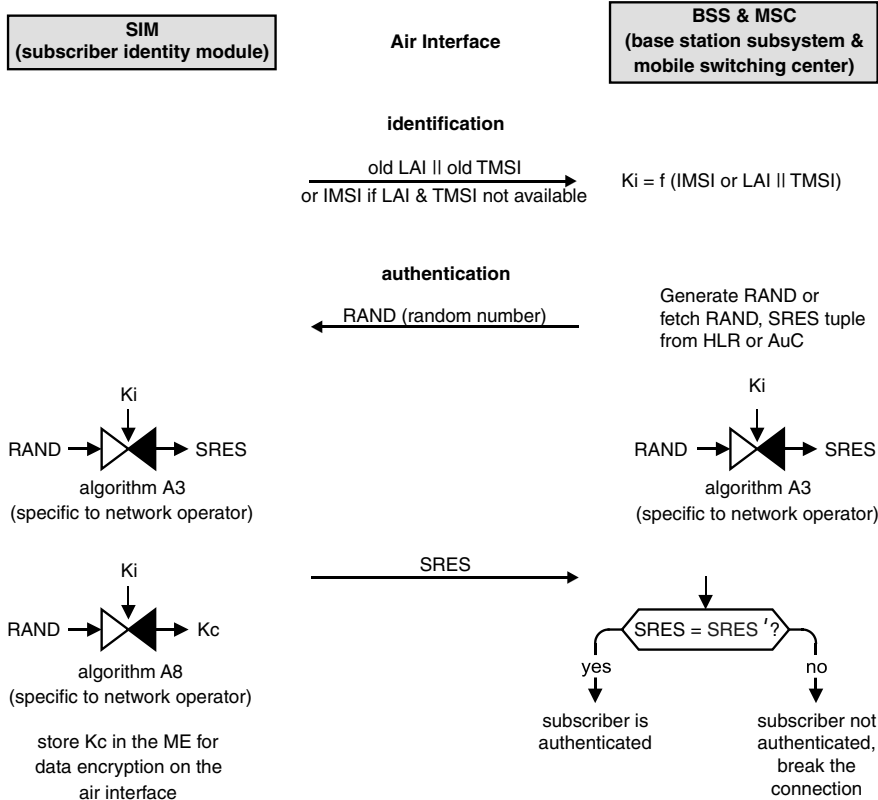 SIM
(subscriber identity module)
Air Interface
BSS & MSC
(base station subsystem &
mobile switching center)
identification
old LAI || old TMSI
or IMSI if LAI & TMSI not available
Ki = f (IMSI or LAI || TMSI)
authentication
RAND (random number)
Generate RAND or
fetch RAND, SRES tuple
from HLR or AuC
Ki
RAND
SRES
algorithm A3
(specific to network operator)
Ki
RAND
SRES
algorithm A3
(specific to network operator)
SRES
Ki
RAND
Kc
algorithm A8
(specific to network operator)
store Kc in the ME for
data encryption on the
air interface
SRES = SRES '?
yes
no
subscriber is
authenticated
subscriber not
authenticated,
break the
connection